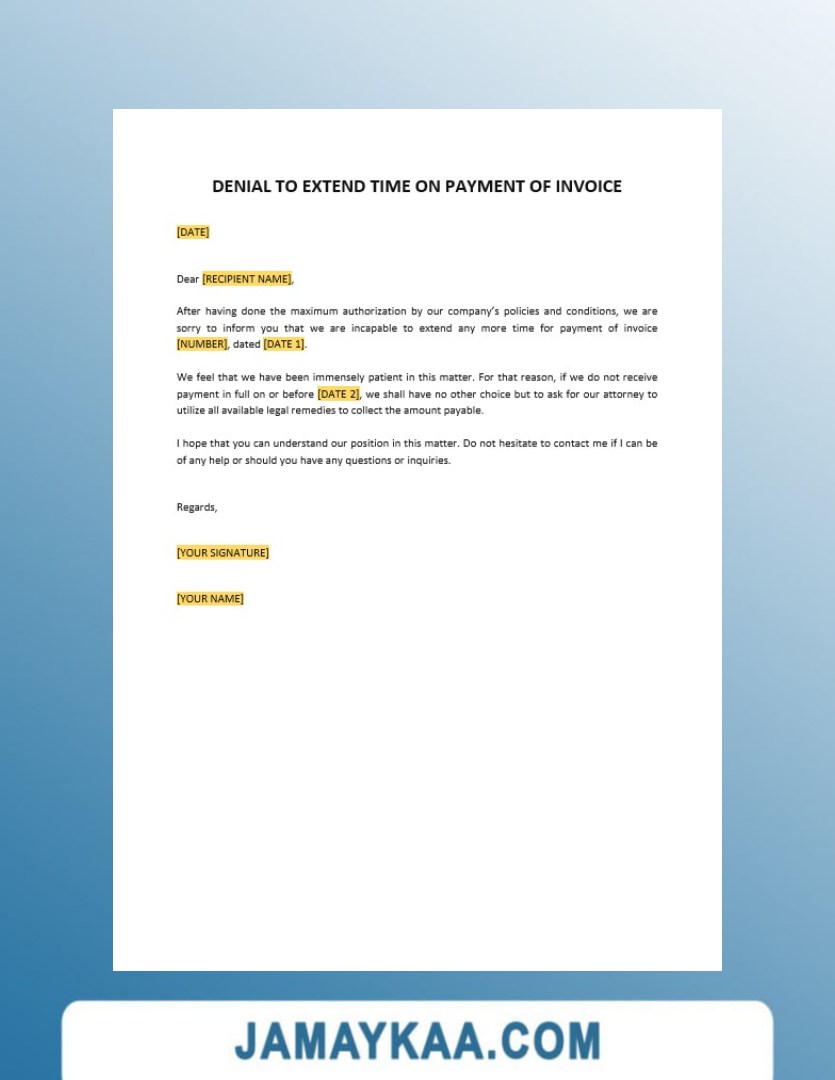 DENIAL TO EXTEND TIME ON PAYMENT OF INVOICE
[DATE]
Dear [RECIPIENT NAME],
After having done the maximum authorization by our company's policies and conditions, we are
sorry to inform you that we are incapable to extend any more time for payment of invoice
[NUMBER], dated [DATE 1].
We feel that we have been immensely patient in this matter. For that reason, if we do not receive
payment in full on or before [DATE 2], we shall have no other choice but to ask for our attorney to
utilize all available legal remedies to collect the amount payable.
I hope that you can understand our position in this matter. Do not hesitate to contact me if I can be
of any help or should you have any questions or inquiries.
Regards,
[YOUR SIGNATURE]
[YOUR NAME]
JAMAYKAA.COM